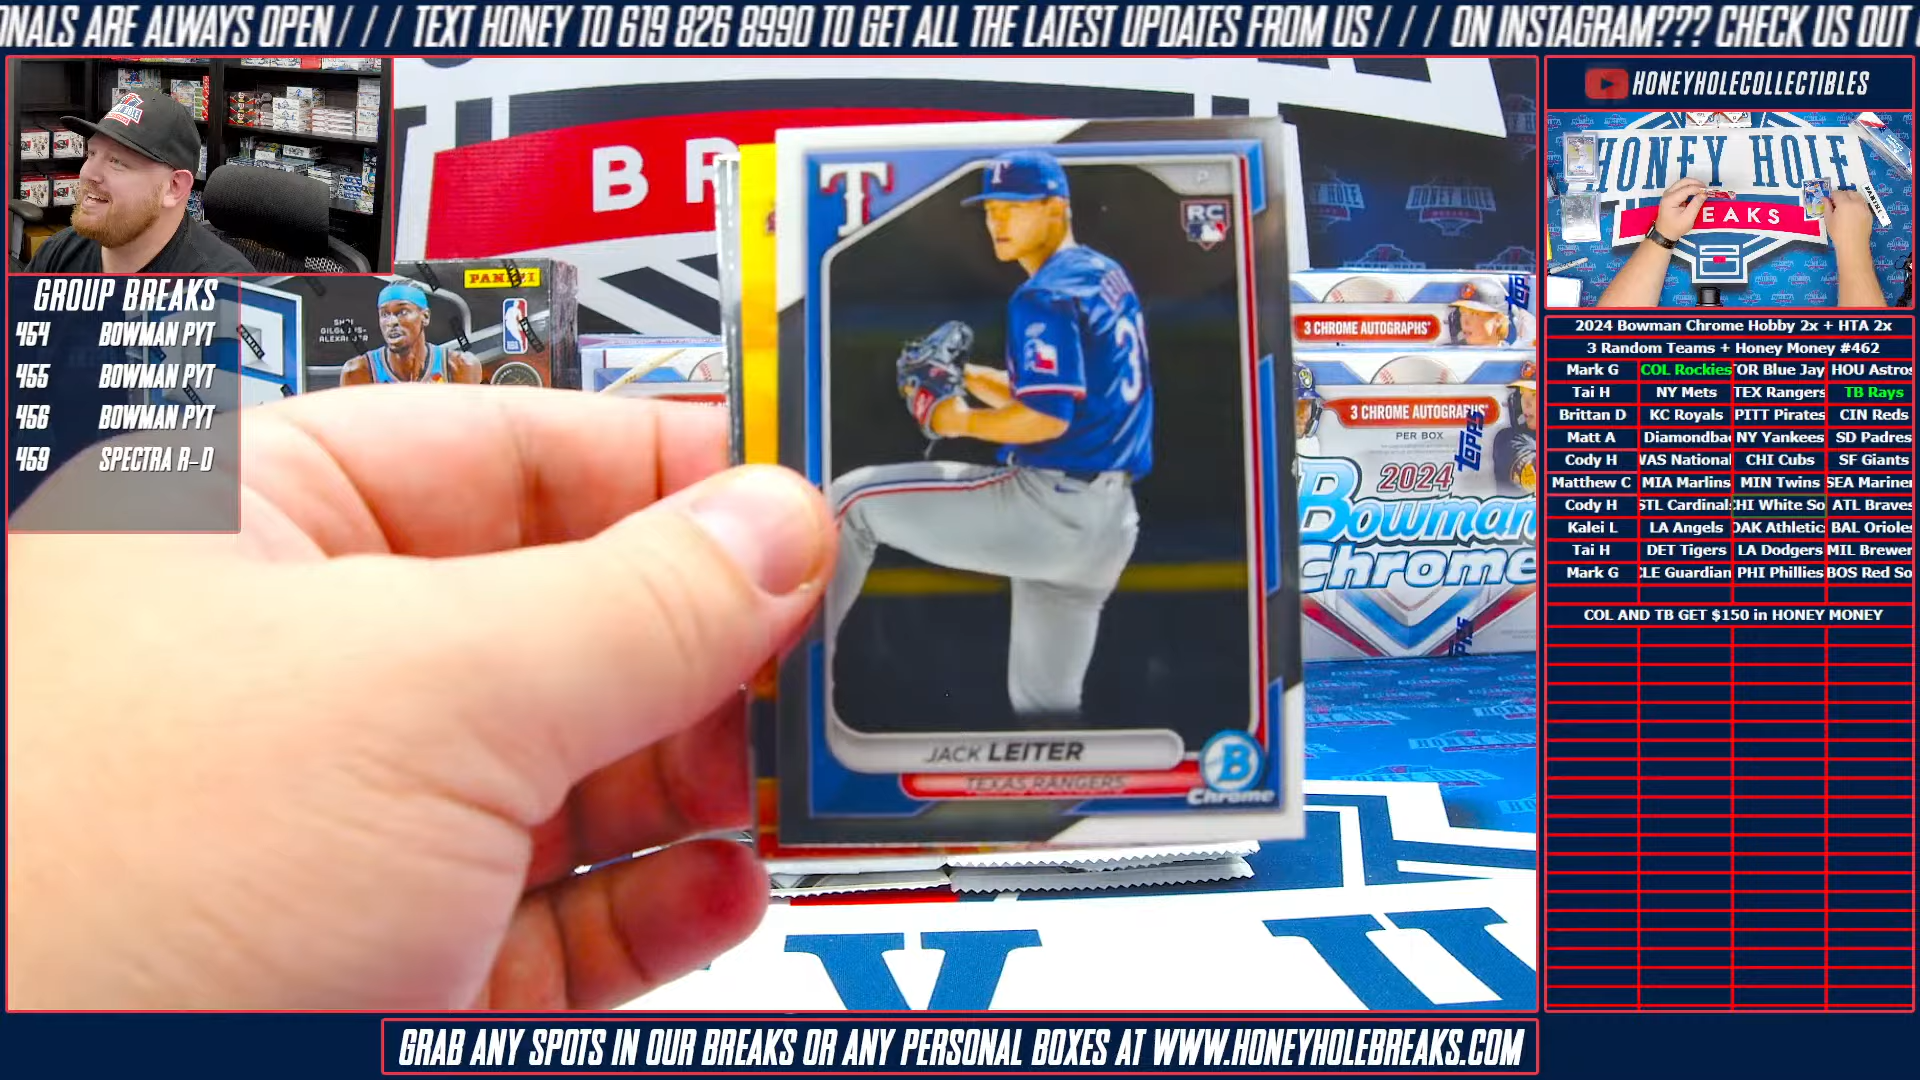 ONALS ARE ALWAYS OPEN / / / TEXT HONEY TO 619 826 8990 TO GET ALL THE LATEST UPDATES FROM US / / / ON INSTAGRAM??? CHECK US OUT
HONEYHOLECOLLECTIBLES
HONEY HOLE
EAKS
GROUP BREAKS
454 BOWMAN PYT
455 BOWMAN PYT
456 BOWMAN PYT
459 SPECTRA R-D
PANINI
BR
T
RC
P
JACK LEITER
TEXAS RANGERS
B
Chrome
3 CHROME AUTOGRAPHS
3 CHROME AUTOGRAPHS
PER BOX
TOPPS
2024
Bowman
Chrome
2024 Bowman Chrome Hobby 2x + HTA 2x
3 Random Teams + Honey Money #462
Mark G COL Rockies TOR Blue Jay HOU Astros
Tai H NY Mets TEX Rangers TB Rays
Brittan D KC Royals PITT Pirates CIN Reds
Matt A Diamondba NY Yankees SD Padres
Cody H WAS National CHI Cubs SF Giants
Matthew C MIA Marlins MIN Twins SEA Mariner
Cody H STL Cardinals CHI White So ATL Braves
Kalei L LA Angels OAK Athletic BAL Orioles
Tai H DET Tigers LA Dodgers MIL Brewer
Mark G CLE Guardian PHI Phillies BOS Red So
COL AND TB GET $150 in HONEY MONEY
GRAB ANY SPOTS IN OUR BREAKS OR ANY PERSONAL BOXES AT WWW.HONEYHOLEBREAKS.COM